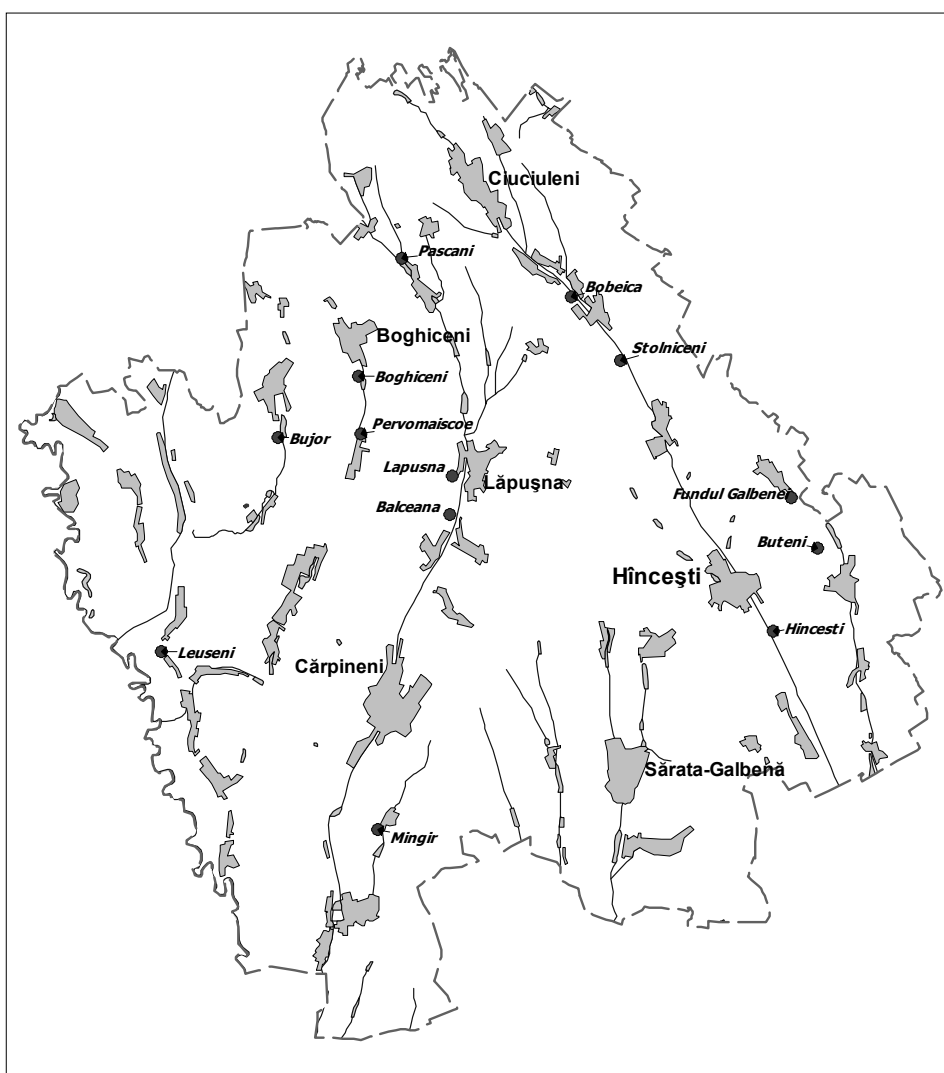 Ciuciuleni
Pascani
Bobeica
Boghiceni
Stolniceni
Boghiceni
Pervomaiscoe
Bujor
Lapusna
Lăpuşna
Fundul Galbenei
Balceana
Buteni
Hînceşti
Hincesti
Leuseni
Cărpineni
Sărata-Galbenă
Mingir